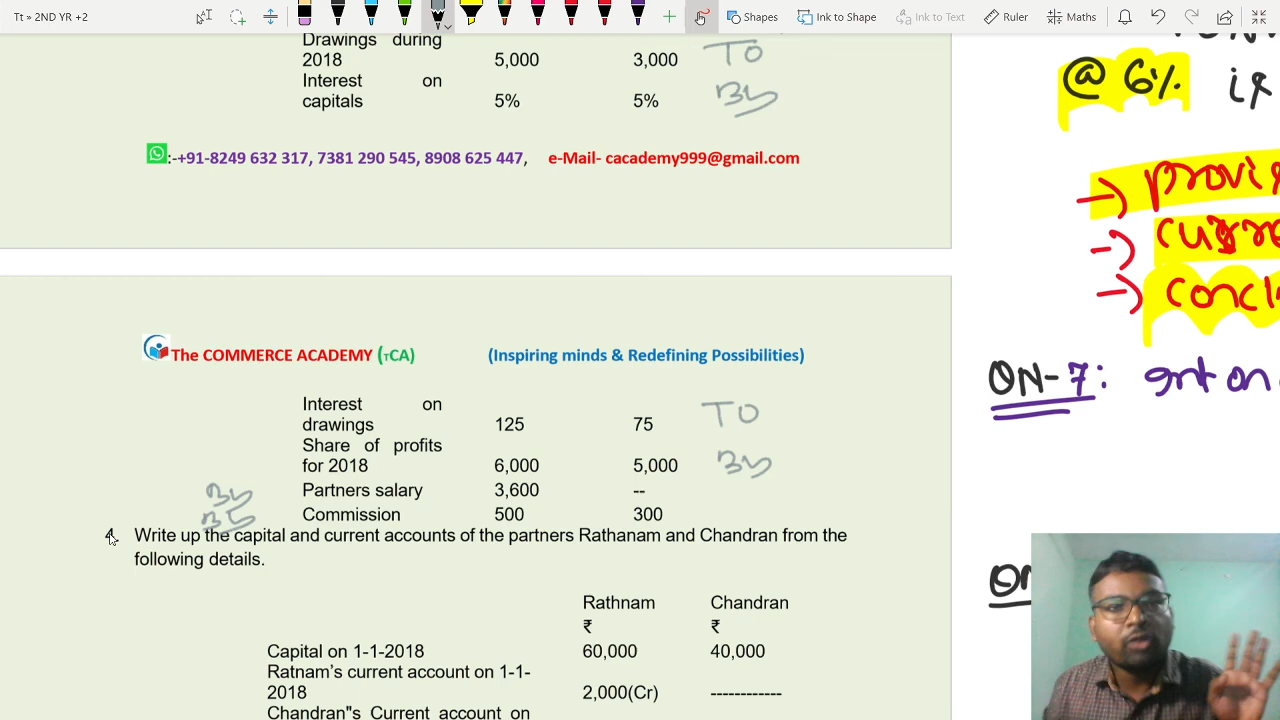 Tt> 2ND YR +2
Shapes
Ink to Shape
Ink to Text
Ruler
Maths
Drawings during
2018 5,000 3,000 TO
Interest on
capitals 5% 5% By
:-+91-8249 632 317, 7381 290 545, 8908 625 447, e-Mail- cacademy999@gmail.com
The COMMERCE ACADEMY (TCA) (Inspiring minds & Redefining Possibilities)
Interest on
drawings 125 75 TO
Share of profits
for 2018 6,000 5,000 By
By Partners salary 3,600 --
By Commission 500 300
4. Write up the capital and current accounts of the partners Rathanam and Chandran from the
following details.
Rathnam Chandran
₹ ₹
Capital on 1-1-2018 60,000 40,000
Ratnam's current account on 1-1-
2018 2,000(Cr) ------------
Chandran"s Current account on
@ 6%
→
→
→
QN-7: int on